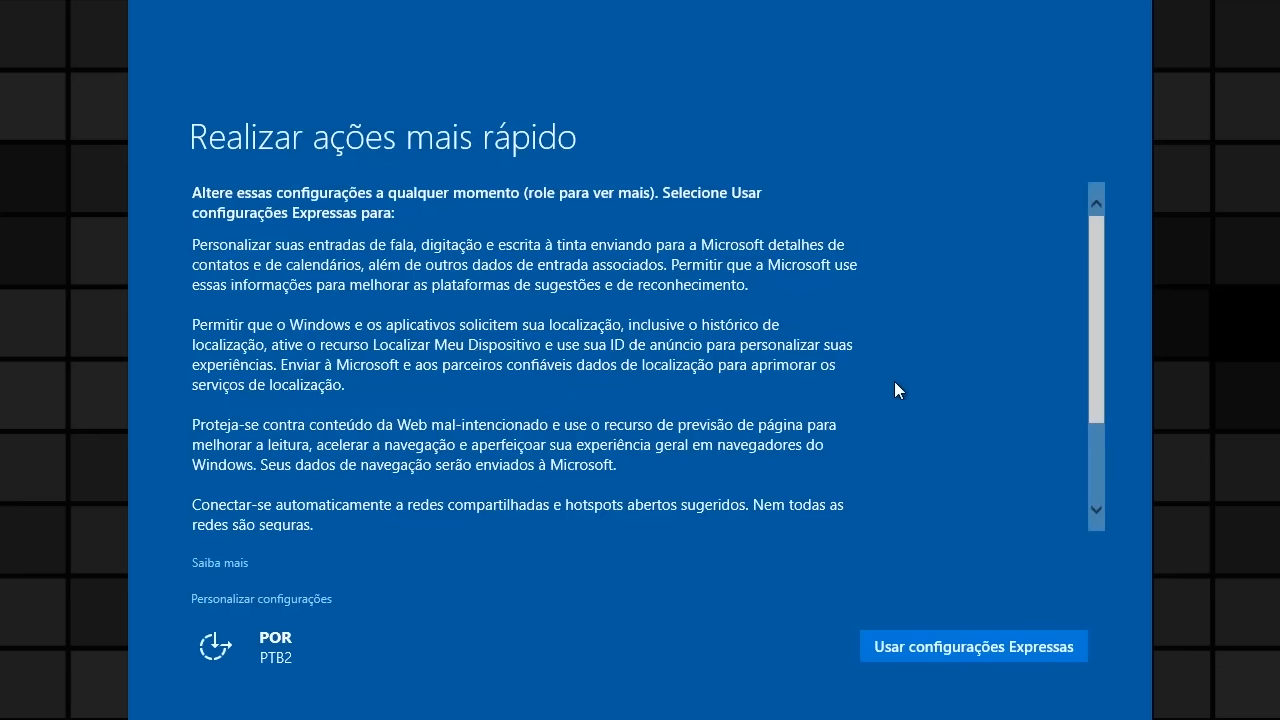 Realizar ações mais rápido
Altere essas configurações a qualquer momento (role para ver mais). Selecione Usar
configurações Expressas para:
Personalizar suas entradas de fala, digitação e escrita à tinta enviando para a Microsoft detalhes de
contatos e de calendários, além de outros dados de entrada associados. Permitir que a Microsoft use
essas informações para melhorar as plataformas de sugestões e de reconhecimento.
Permitir que o Windows e os aplicativos solicitem sua localização, inclusive o histórico de
localização, ative o recurso Localizar Meu Dispositivo e use sua ID de anúncio para personalizar suas
experiências. Enviar à Microsoft e aos parceiros confiáveis dados de localização para aprimorar os
serviços de localização.
Proteja-se contra conteúdo da Web mal-intencionado e use o recurso de previsão de página para
melhorar a leitura, acelerar a navegação e aperfeiçoar sua experiência geral em navegadores do
Windows. Seus dados de navegação serão enviados à Microsoft.
Conectar-se automaticamente a redes compartilhadas e hotspots abertos sugeridos. Nem todas as
redes são seguras.
Saiba mais
Personalizar configurações
POR
PTB2
Usar configurações Expressas